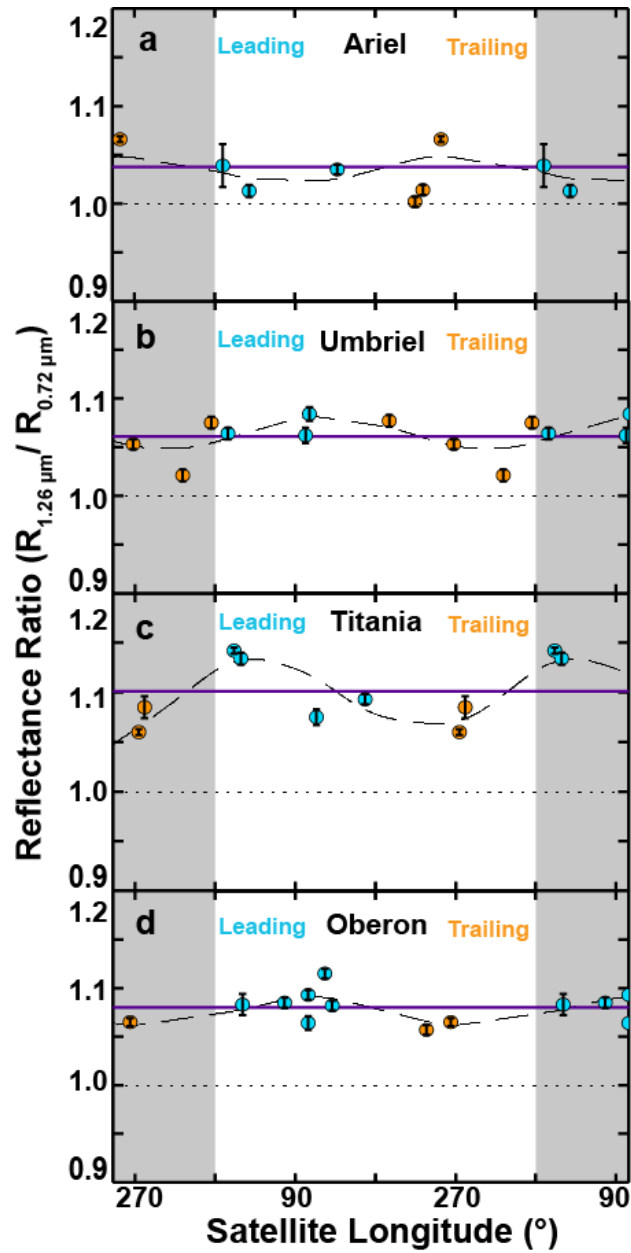 Reflectance Ratio (R1.26 μm/ R0.72 μm)
1.2
a
Leading
Ariel
Trailing
1.1
1.0
0.9
1.2
b
Leading
Umbriel
Trailing
1.1
1.0
0.9
1.2
c
Leading
Titania
Trailing
1.1
1.0
0.9
1.2
d
Leading
Oberon
Trailing
1.1
1.0
0.9
270
90
270
90
Satellite Longitude (°)